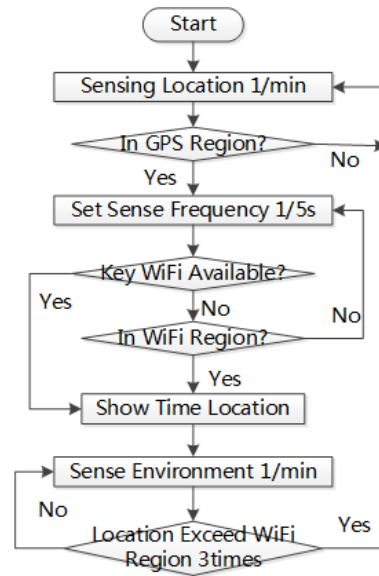 Start
Sensing Location 1/min
In GPS Region?
No
Yes
Set Sense Frequency 1/5s
Key WiFi Available?
Yes
No
In WiFi Region?
No
Yes
Show Time Location
Sense Environment 1/min
No
Location Exceed WiFi
Region 3times
Yes